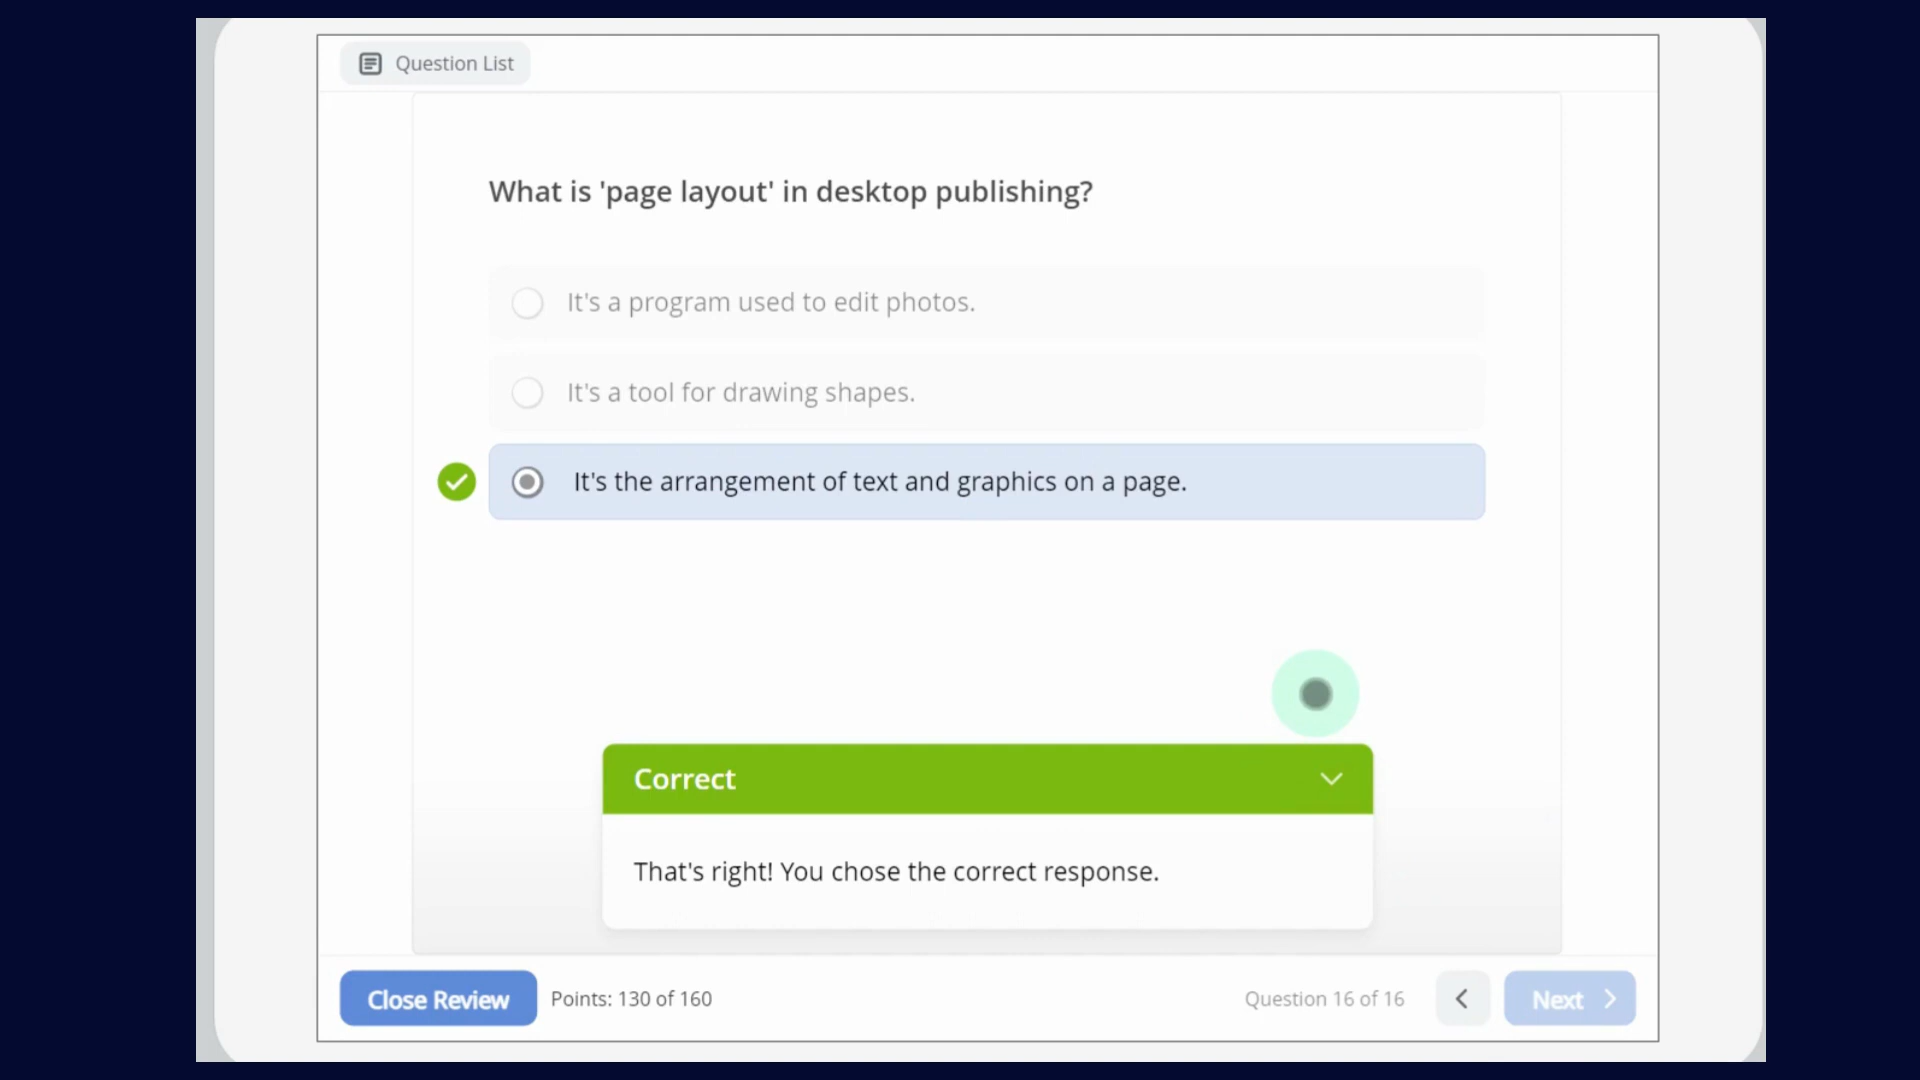 Question List
What is 'page layout' in desktop publishing?
It's a program used to edit photos.
It's a tool for drawing shapes.
It's the arrangement of text and graphics on a page.
Correct
That's right! You chose the correct response.
Close Review
Points: 130 of 160
Question 16 of 16
Next